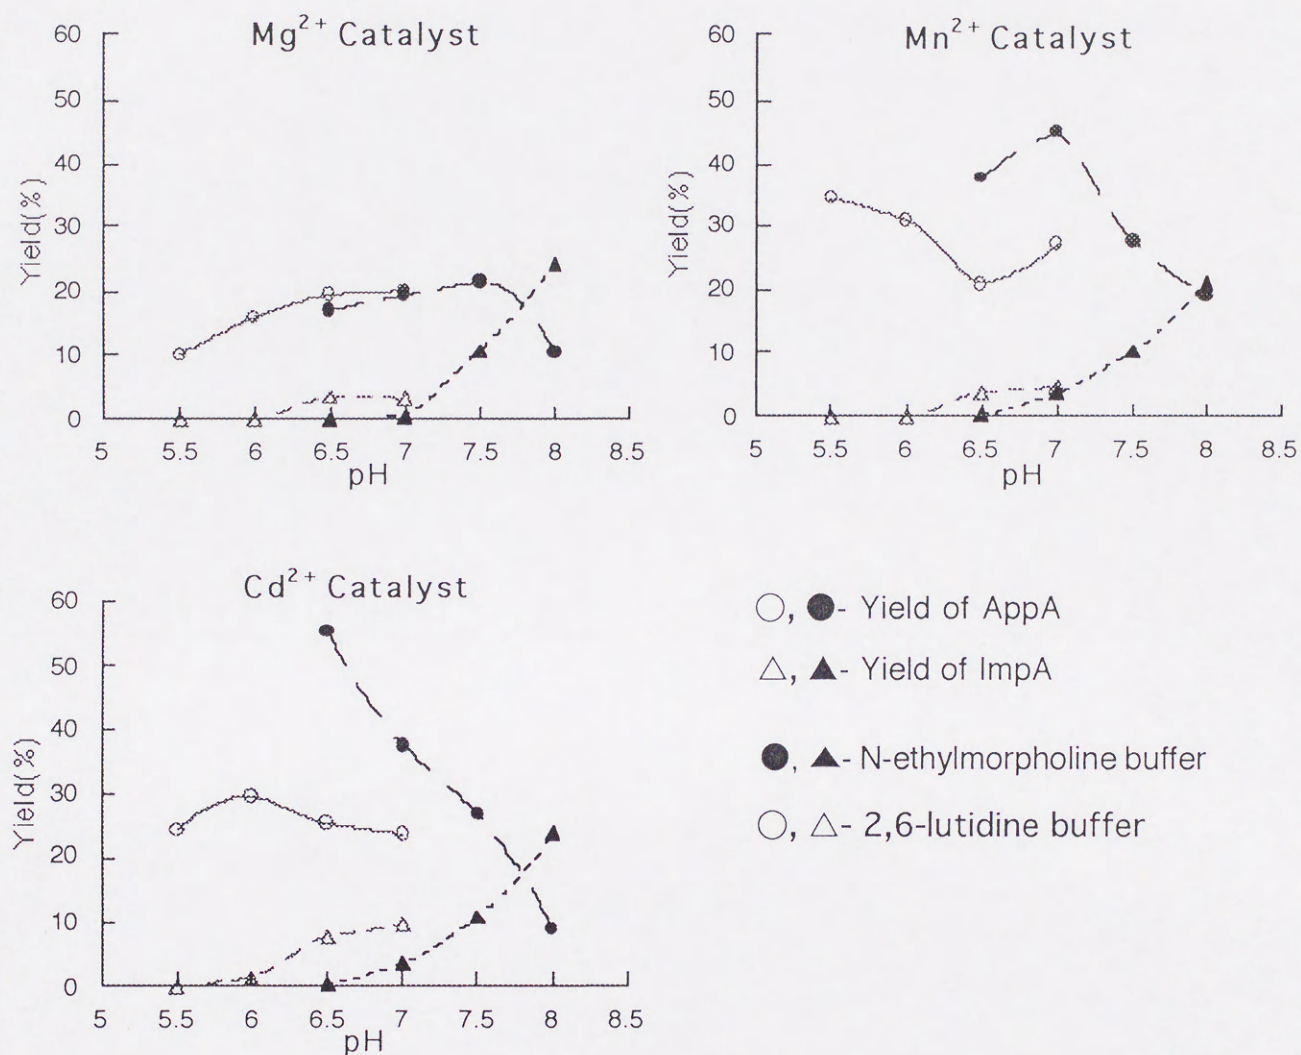 Mg2+ Catalyst
60
50
40
30
20
10
0
Yield(%)
5 5.5 6 6.5 7 7.5 8 8.5
pH
Mn2+ Catalyst
60
50
40
30
20
10
0
Yield(%)
5 5.5 6 6.5 7 7.5 8 8.5
pH
Cd2+ Catalyst
60
50
40
30
20
10
0
Yield(%)
5 5.5 6 6.5 7 7.5 8 8.5
pH
○, ●- Yield of AppA
△, ▲- Yield of ImpA
●, ▲- N-ethylmorpholine buffer
○, △- 2,6-lutidine buffer